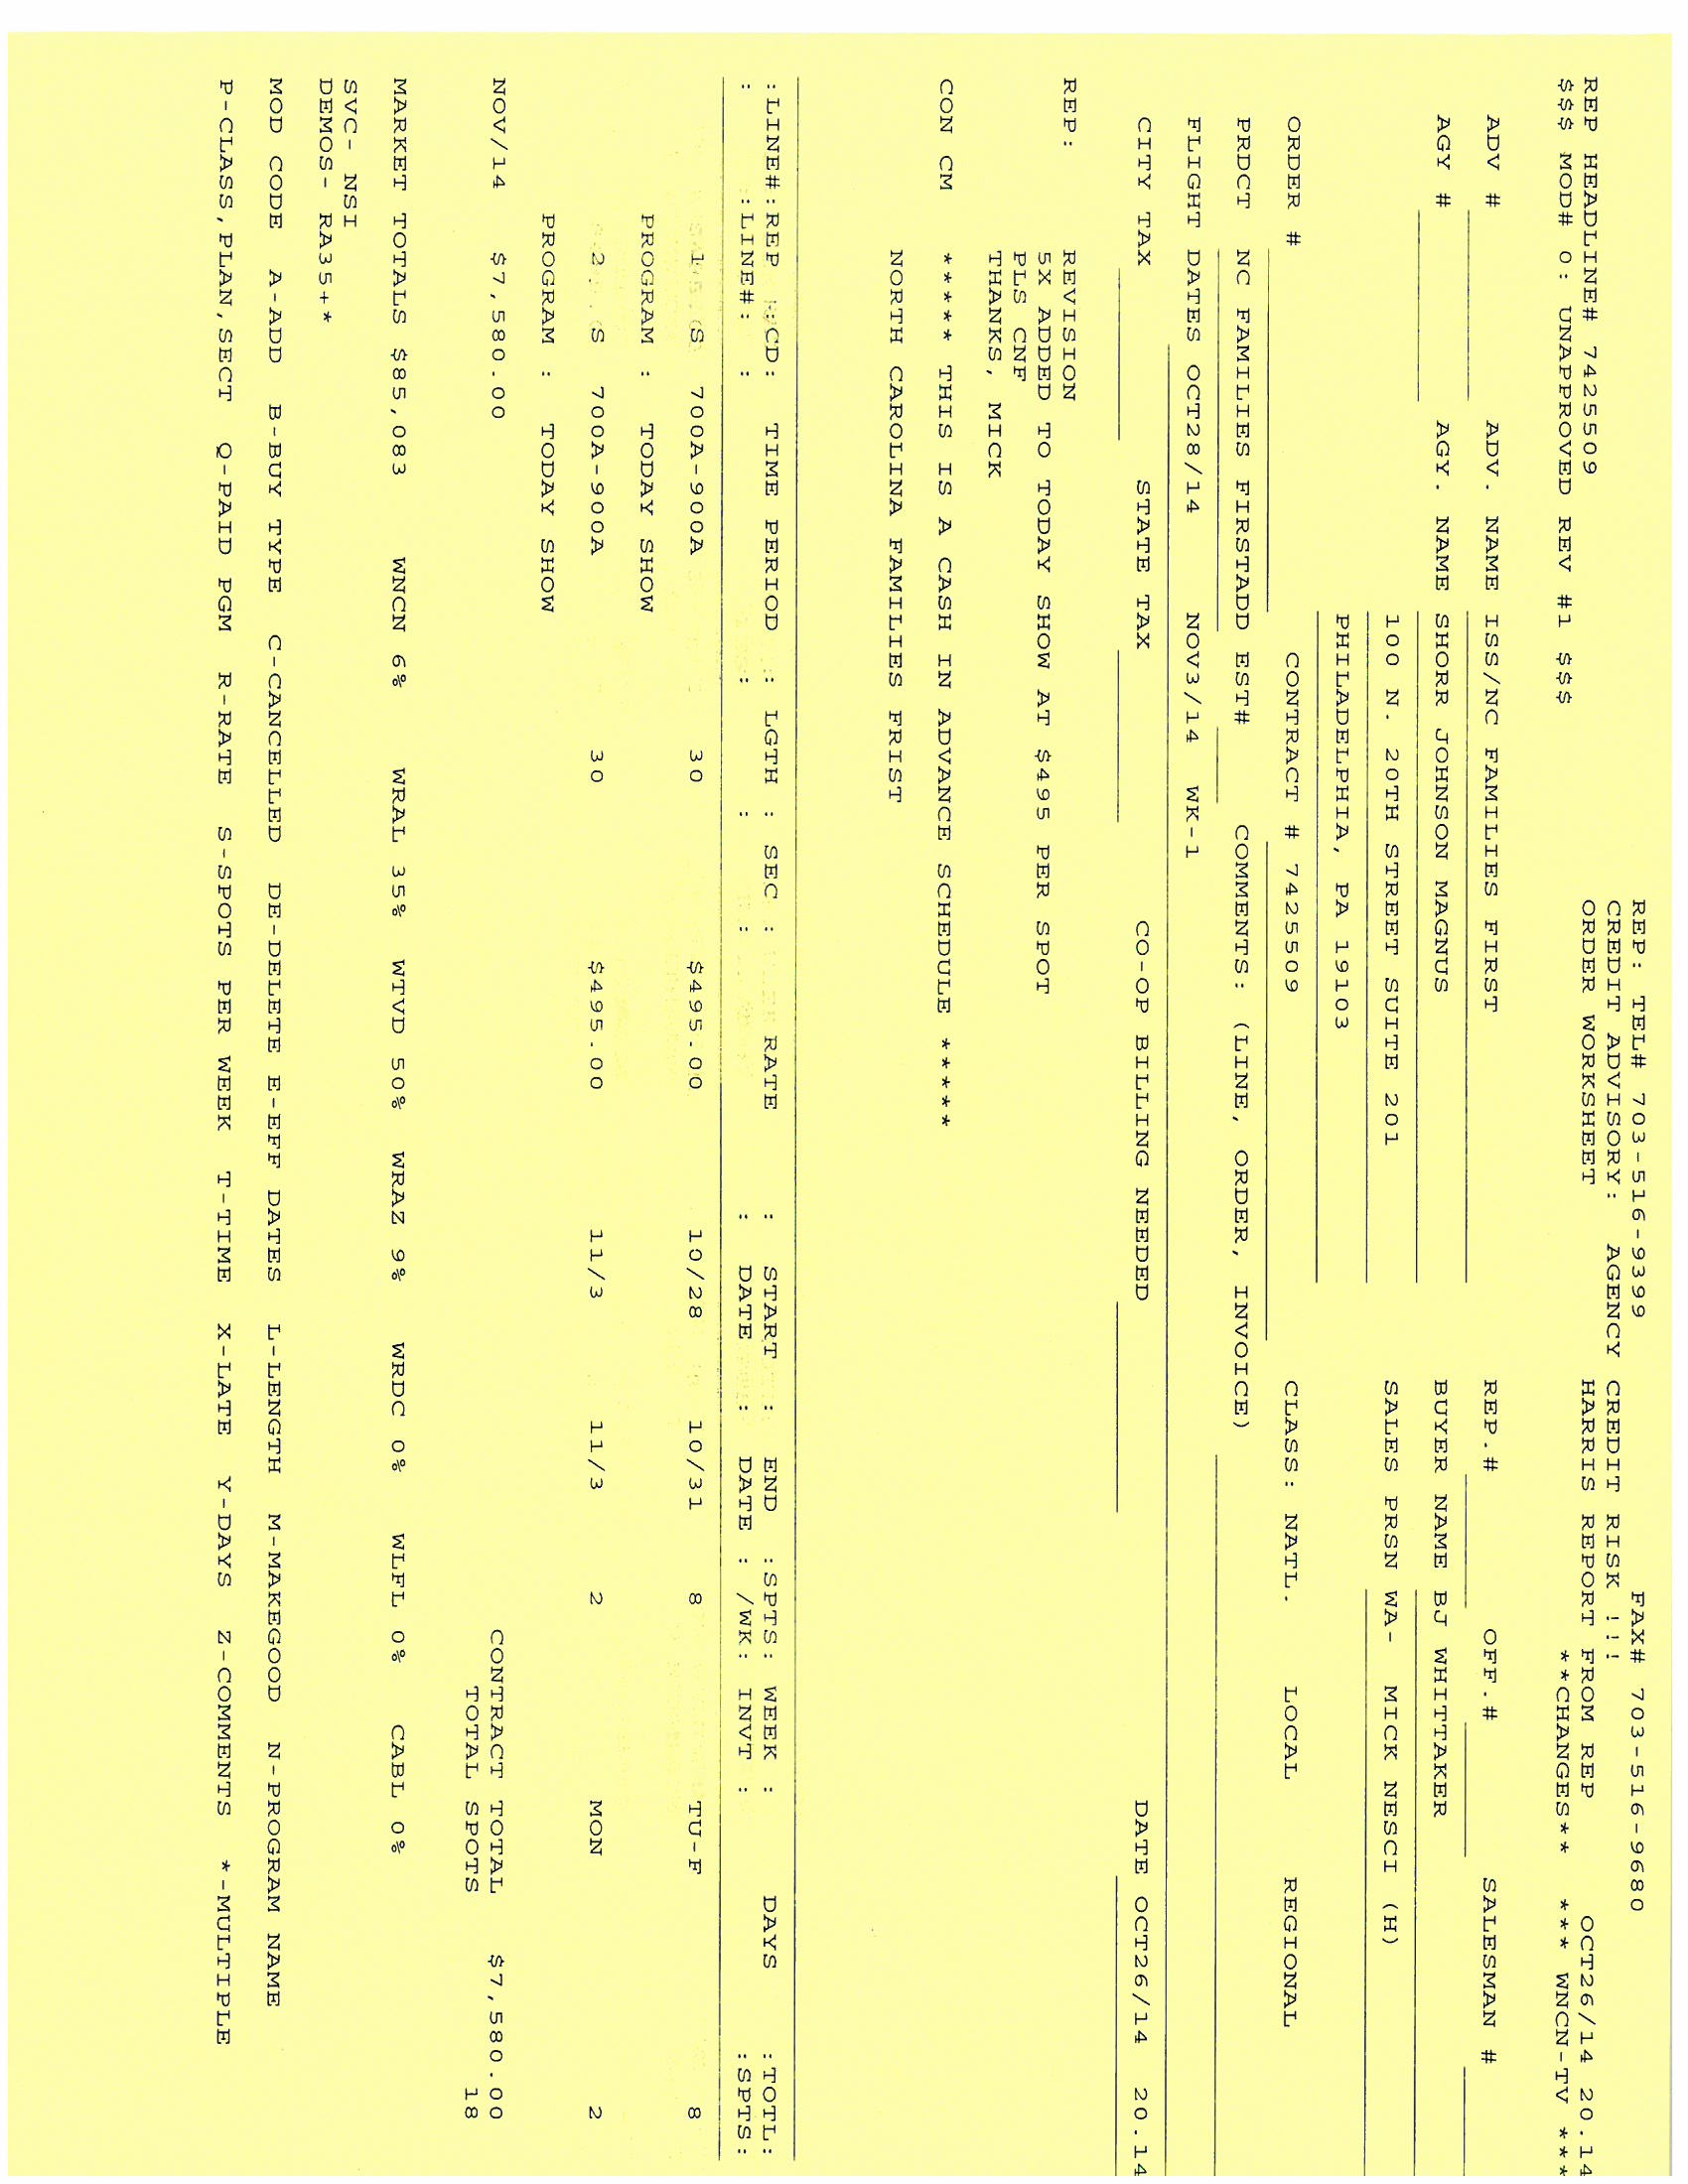 REP: TEL# 703-516-9399 FAX# 703-516-9680
CREDIT ADVISORY: AGENCY CREDIT RISK !!! OCT26/14 20.14
REP HEADLINE# 7425509 ORDER WORKSHEET HARRIS REPORT FROM REP
$$$ MOD# 0: UNAPPROVED REV #1 $$$ **CHANGES** *** WNCN-TV ***
ADV # ADV. NAME ISS/NC FAMILIES FIRST REP.# OFF.# SALESMAN #
AGY # AGY. NAME SHORR JOHNSON MAGNUS BUYER NAME BJ WHITTAKER
100 N. 20TH STREET SUITE 201 SALES PRSN WA- MICK NESCI (H)
PHILADELPHIA, PA 19103
ORDER # CONTRACT # 7425509 CLASS: NATL. LOCAL REGIONAL
PRDCT NC FAMILIES FIRSTADD EST# COMMENTS: (LINE, ORDER, INVOICE)
FLIGHT DATES OCT28/14 NOV3/14 WK-1
CITY TAX STATE TAX CO-OP BILLING NEEDED DATE OCT26/14 20.14
REP: REVISION
5X ADDED TO TODAY SHOW AT $495 PER SPOT
PLS CNF
THANKS, MICK
CON CM ***** THIS IS A CASH IN ADVANCE SCHEDULE *****
NORTH CAROLINA FAMILIES FRIST
:LINE#:REP :CD: TIME PERIOD : LGTH : SEC : RATE : START : END :SPTS: WEEK : DAYS :TOTL:
: :LINE#: : : : : : DATE : DATE : /WK: INVT : :SPTS:
1 S 700A-900A 30 $495.00 10/28 10/31 8 TU-F 8
PROGRAM : TODAY SHOW
2 S 700A-900A 30 $495.00 11/3 11/3 2 MON 2
PROGRAM : TODAY SHOW
NOV/14 $7,580.00 CONTRACT TOTAL $7,580.00
TOTAL SPOTS 18
MARKET TOTALS $85,083 WNCN 6% WRAL 35% WTVD 50% WRAZ 9% WRDC 0% WLFL 0% CABL 0%
SVC- NSI
DEMOS- RA35+*
MOD CODE A-ADD B-BUY TYPE C-CANCELLED DE-DELETE E-EFF DATES L-LENGTH M-MAKEGOOD N-PROGRAM NAME
P-CLASS,PLAN,SECT Q-PAID PGM R-RATE S-SPOTS PER WEEK T-TIME X-LATE Y-DAYS Z-COMMENTS *-MULTIPLE